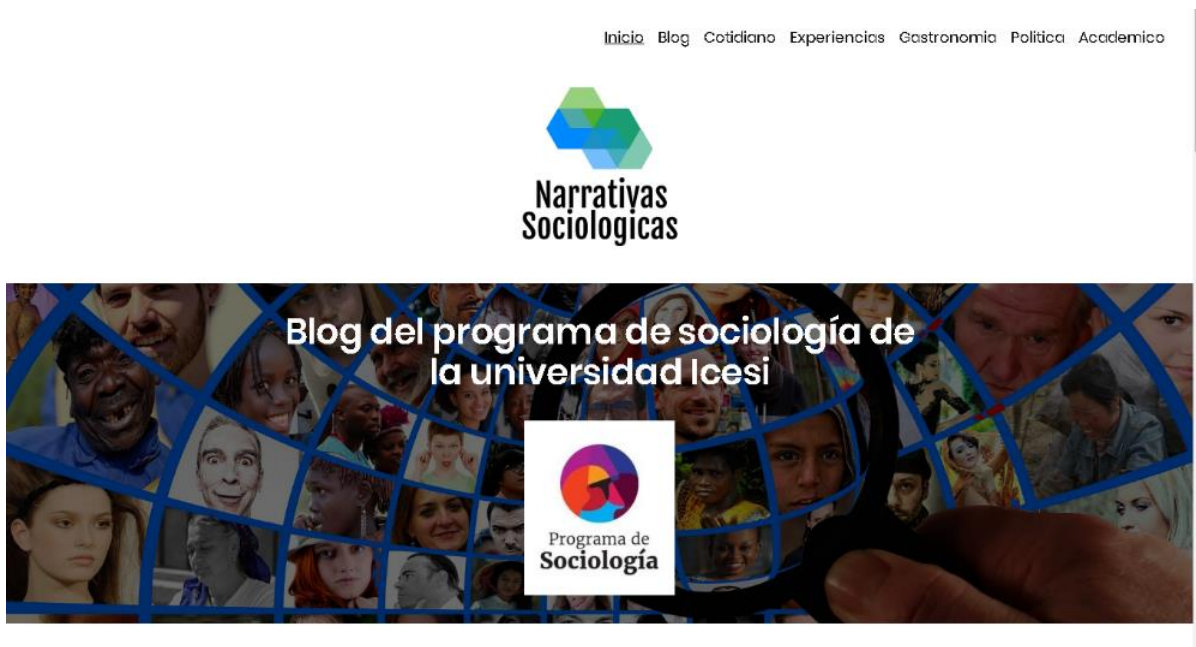 Inicio Blog Cotidiano Experiencias Gastronomia Politica Academico
Narrativas
Sociologicas
Blog del programa de sociología de
la universidad Icesi
Programa de
Sociología